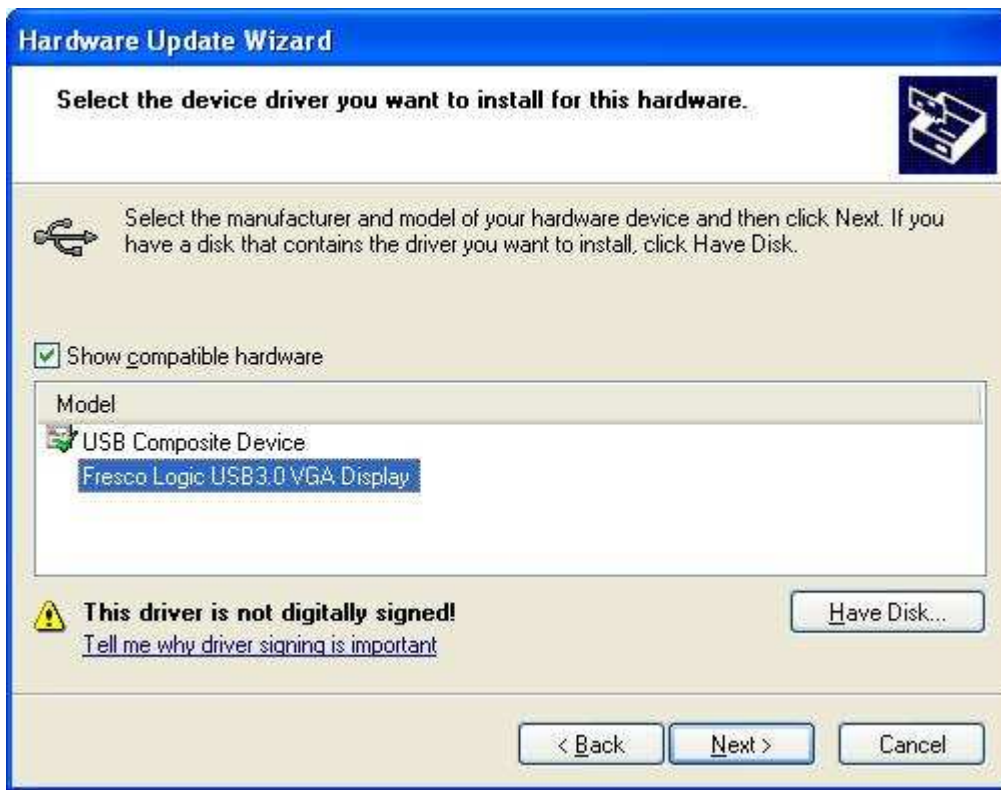 Hardware Update Wizard
Select the device driver you want to install for this hardware.
Select the manufacturer and model of your hardware device and then click Next. If you
have a disk that contains the driver you want to install, click Have Disk.
Show compatible hardware
Model
USB Composite Device
Fresco Logic USB3.0 VGA Display
This driver is not digitally signed!
Have Disk...
Tell me why driver signing is important
< Back
Next >
Cancel